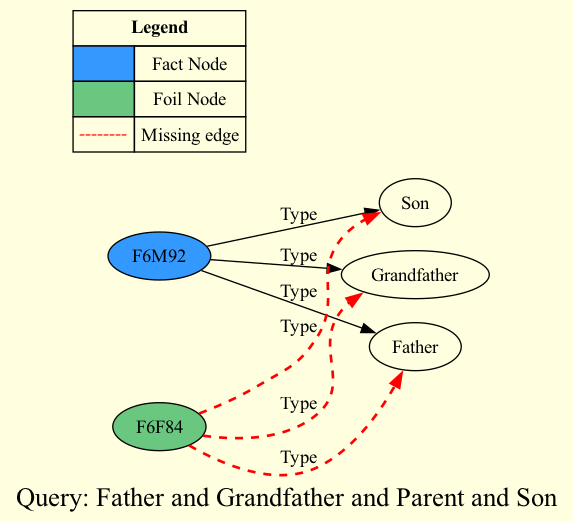 Legend
Fact Node
Foil Node
Missing edge
Son
Type
F6M92
Type
Grandfather
Type
Type
Father
Type
F6F84
Type
Query: Father and Grandfather and Parent and Son